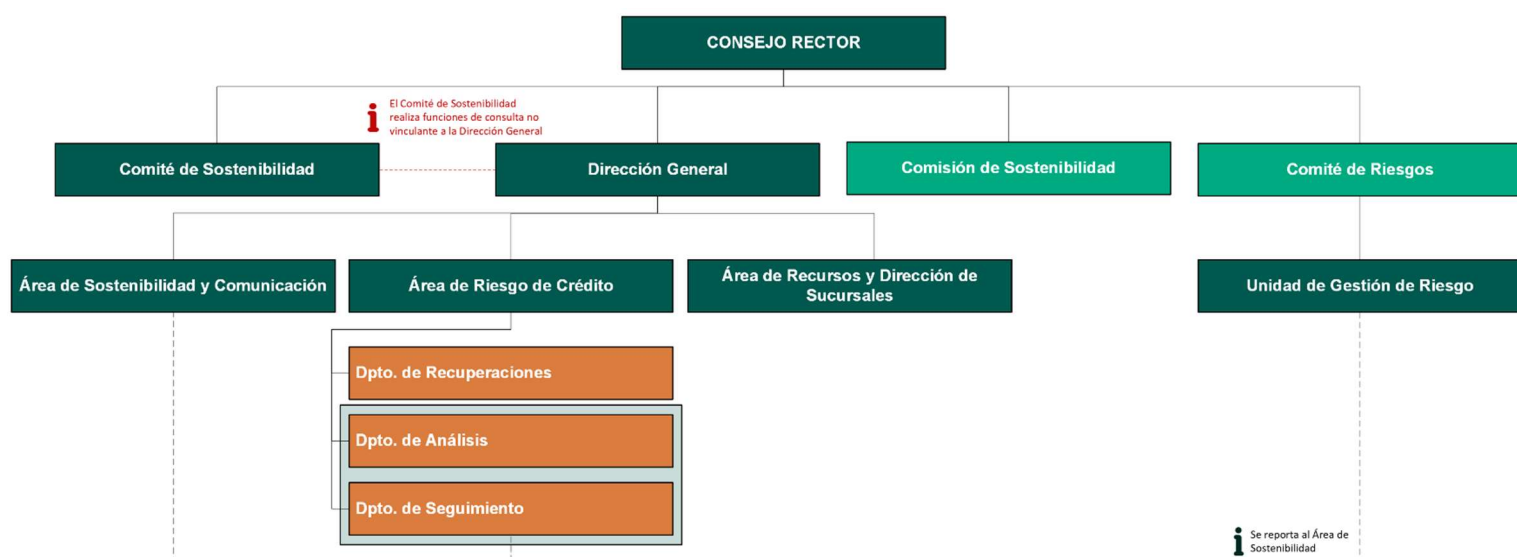 CONSEJO RECTOR
El Comité de Sostenibilidad
realiza funciones de consulta no
vinculante a la Dirección General
Comité de Sostenibilidad
Dirección General
Comisión de Sostenibilidad
Comité de Riesgos
Área de Sostenibilidad y Comunicación
Área de Riesgo de Crédito
Área de Recursos y Dirección de
Sucursales
Unidad de Gestión de Riesgo
Dpto. de Recuperaciones
Dpto. de Análisis
Dpto. de Seguimiento
Se reporta al Área de
Sostenibilidad